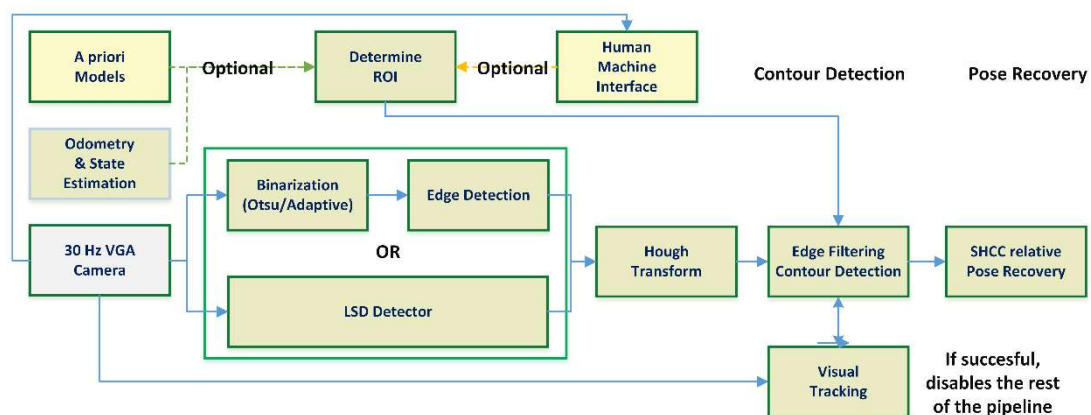 A priori
Models
Optional
Determine
ROI
Optional
Human
Machine
Interface
Contour Detection
Pose Recovery
Odometry
& State
Estimation
Binarization
(Otsu/Adaptive)
Edge Detection
OR
30 Hz VGA
Camera
LSD Detector
Hough
Transform
Edge Filtering
Contour Detection
SHCC relative
Pose Recovery
Visual
Tracking
If succesful,
disables the rest
of the pipeline